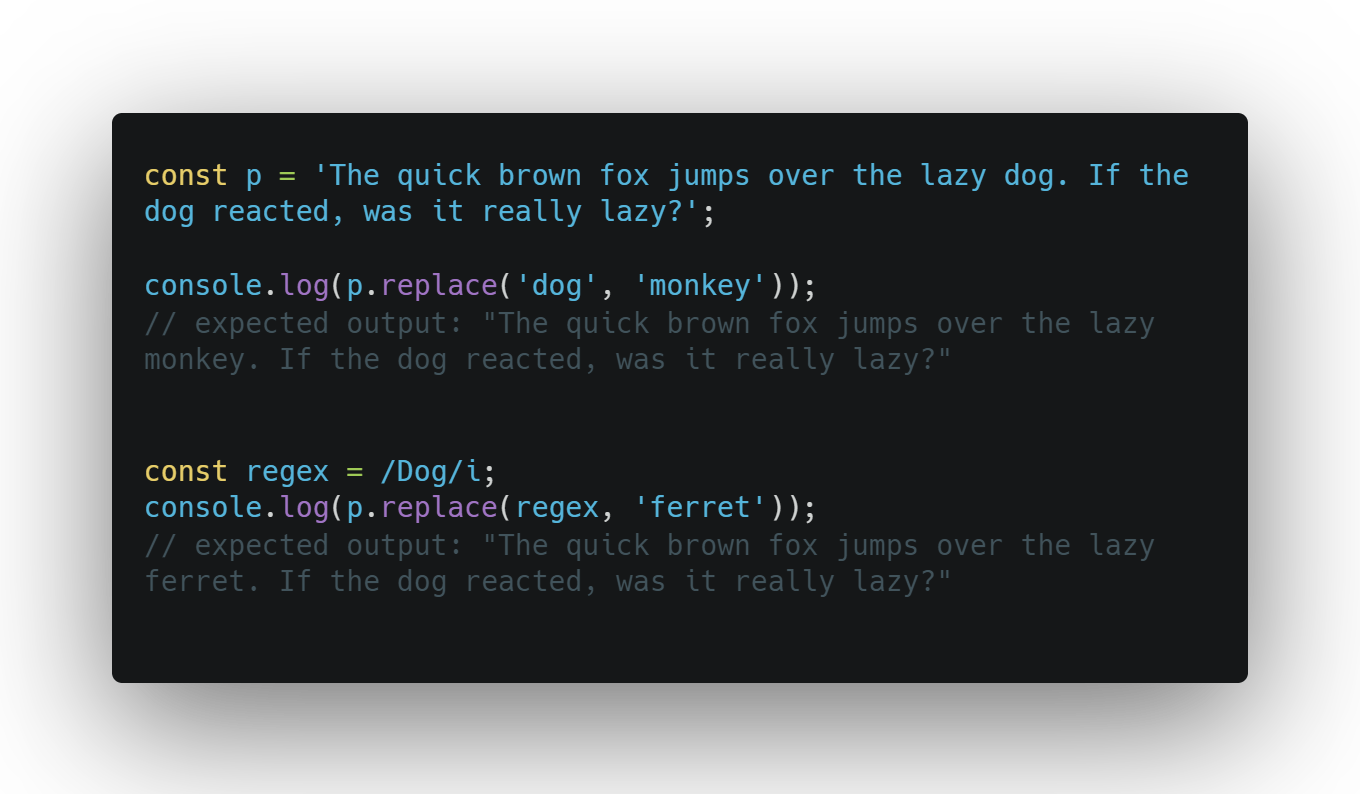 const p = 'The quick brown fox jumps over the lazy dog. If the
dog reacted, was it really lazy?';
console.log(p.replace('dog', 'monkey'));
// expected output: "The quick brown fox jumps over the lazy
monkey. If the dog reacted, was it really lazy?"
const regex = /Dog/i;
console.log(p.replace(regex, 'ferret'));
// expected output: "The quick brown fox jumps over the lazy
ferret. If the dog reacted, was it really lazy?"